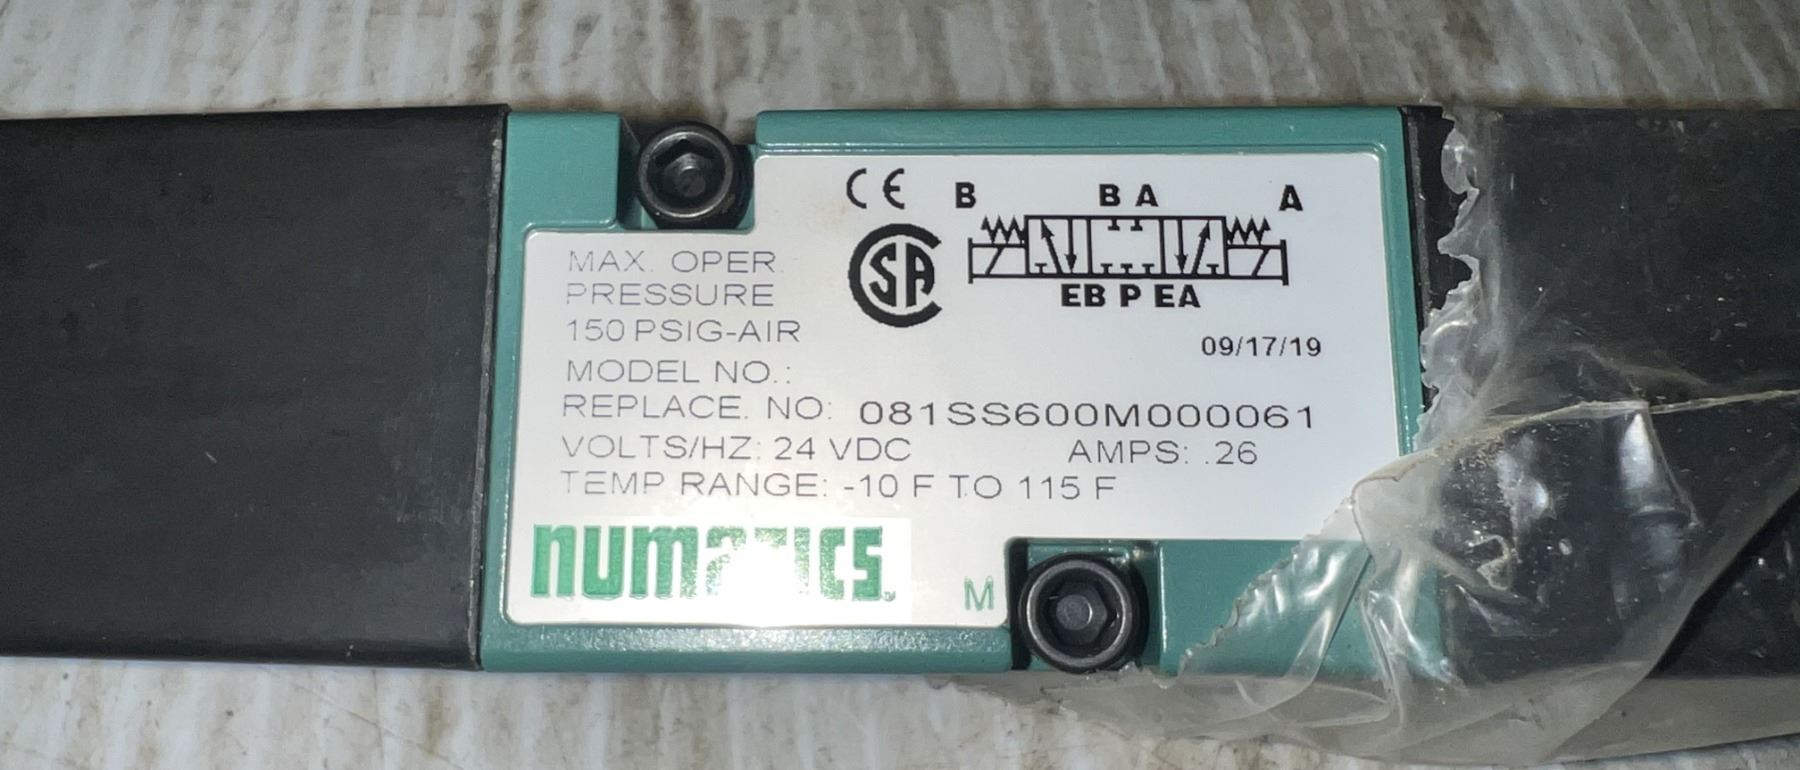 CE
B B A A
CSA
EB P EA
MAX. OPER.
PRESSURE
150 PSIG-AIR
09/17/19
MODEL NO.:
REPLACE. NO: 081SS600M000061
VOLTS/HZ: 24 VDC AMPS: .26
TEMP RANGE: -10 F TO 115 F
numatics
M